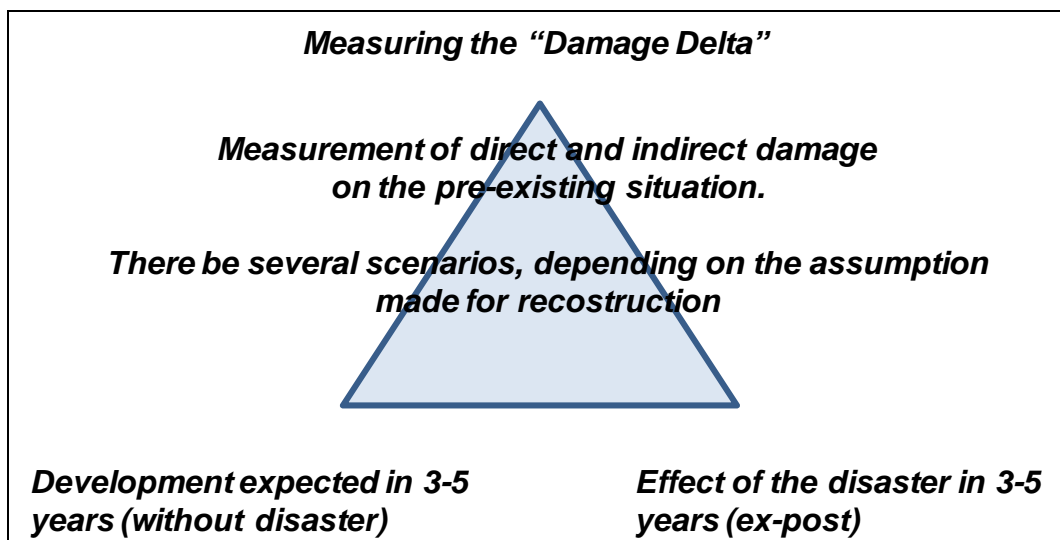 Measuring the “Damage Delta”
Measurement of direct and indirect damage
on the pre-existing situation.
There be several scenarios, depending on the assumption
made for recostruction
Development expected in 3-5
years (without disaster)
Effect of the disaster in 3-5
years (ex-post)